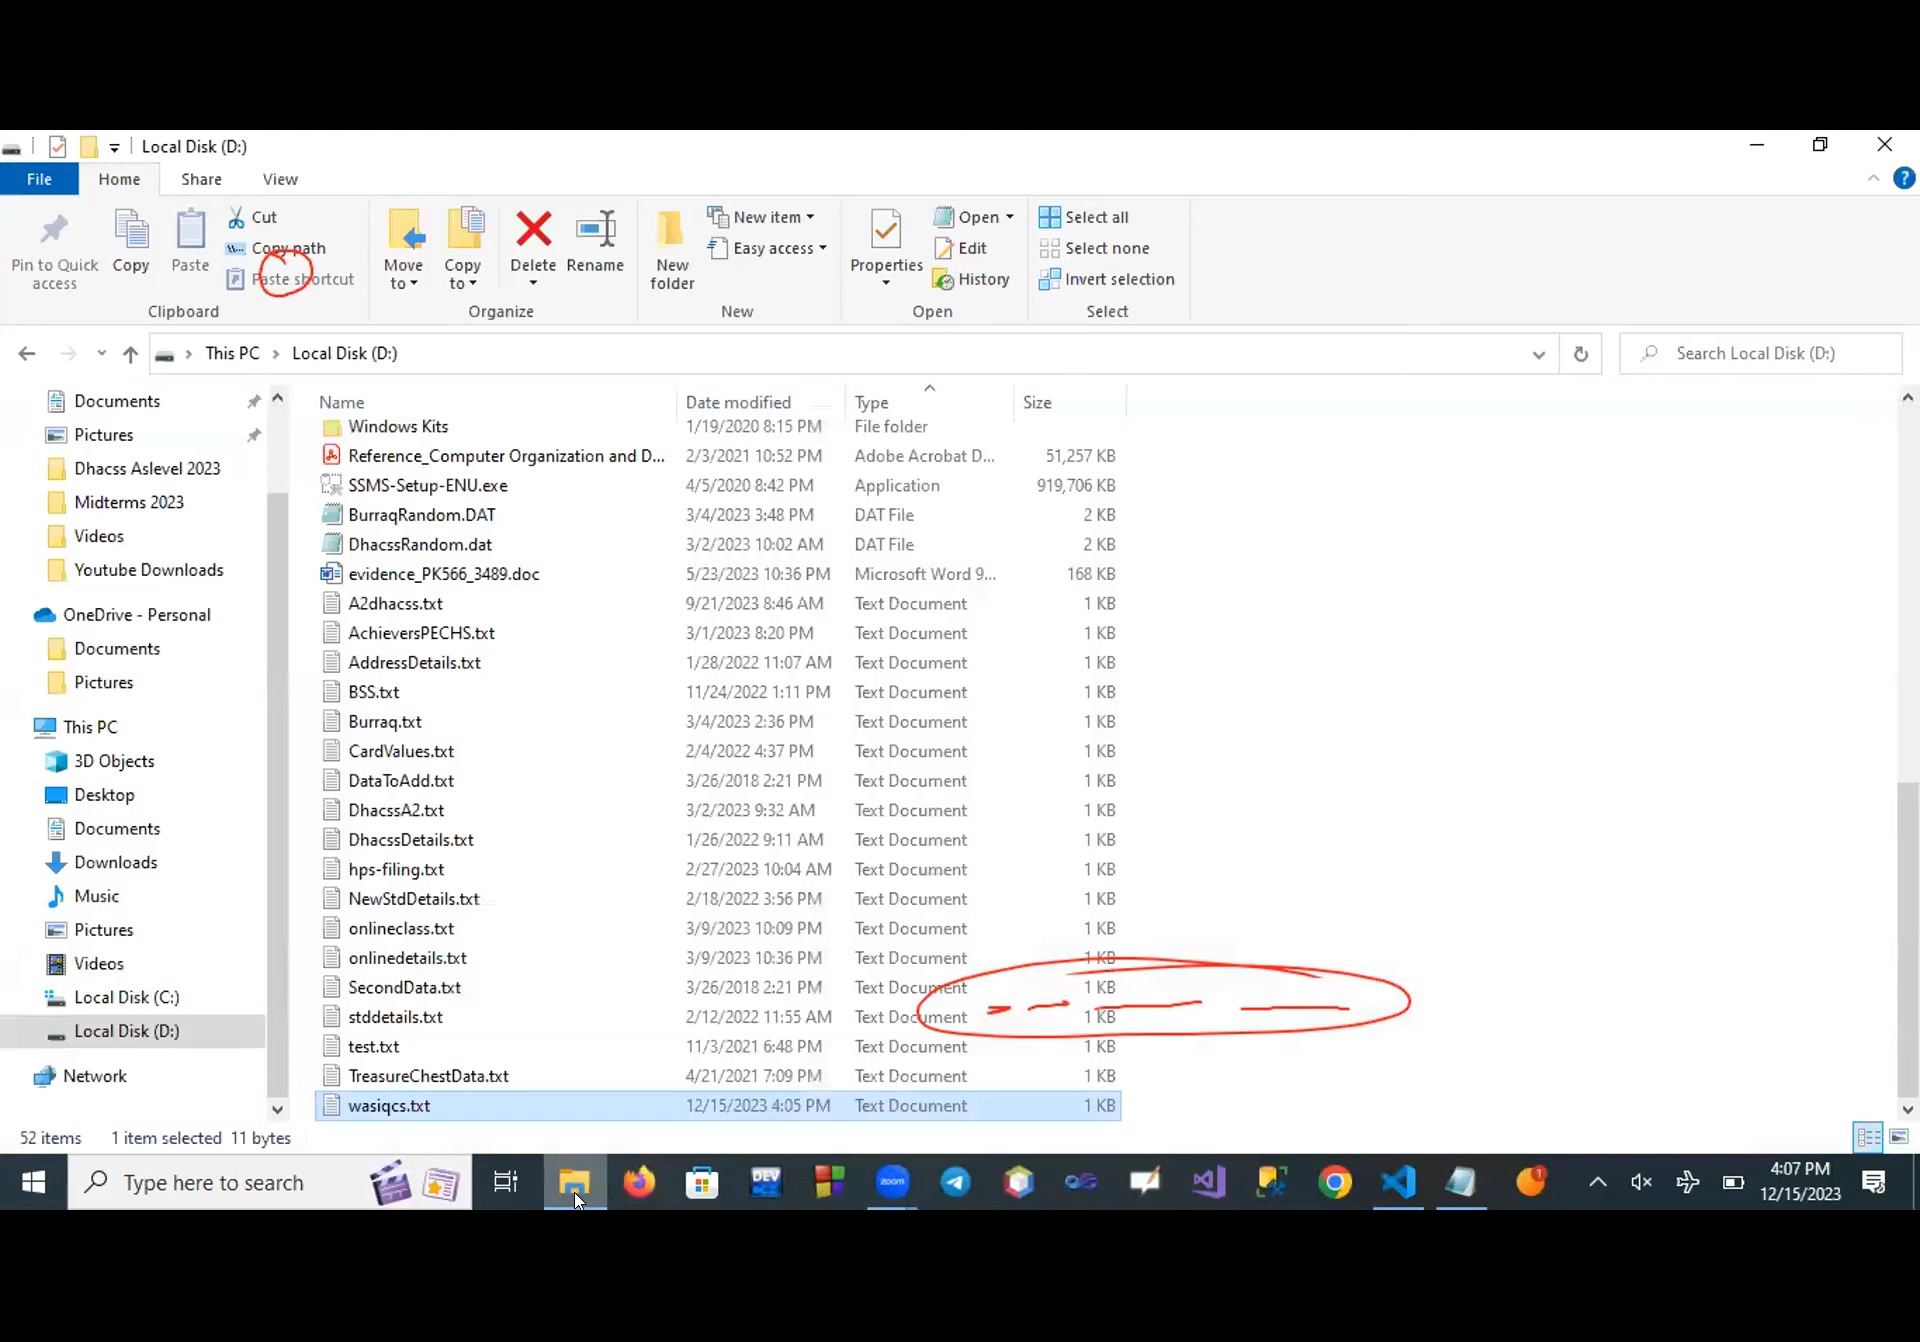 Local Disk (D:)
File Home Share View
Pin to Quick access
Copy
Paste
Cut
Copy path
Paste shortcut
Clipboard
Move to
Copy to
Delete
Rename
Organize
New folder
New item
Easy access
New
Properties
Open
Edit
History
Open
Select all
Select none
Invert selection
Select
This PC > Local Disk (D:)
Search Local Disk (D:)
Documents
Pictures
Dhacss Aslevel 2023
Midterms 2023
Videos
Youtube Downloads
OneDrive - Personal
Documents
Pictures
This PC
3D Objects
Desktop
Documents
Downloads
Music
Pictures
Videos
Local Disk (C:)
Local Disk (D:)
Network
Name Date modified Type Size
Windows Kits 1/19/2020 8:15 PM File folder
Reference_Computer Organization and D... 2/3/2021 10:52 PM Adobe Acrobat D... 51,257 KB
SSMS-Setup-ENU.exe 4/5/2020 8:42 PM Application 919,706 KB
BurraqRandom.DAT 3/4/2023 3:48 PM DAT File 2 KB
DhacssRandom.dat 3/2/2023 10:02 AM DAT File 2 KB
evidence_PK566_3489.doc 5/23/2023 10:36 PM Microsoft Word 9... 168 KB
A2dhacss.txt 9/21/2023 8:46 AM Text Document 1 KB
AchieversPECHS.txt 3/1/2023 8:20 PM Text Document 1 KB
AddressDetails.txt 1/28/2022 11:07 AM Text Document 1 KB
BSS.txt 11/24/2022 1:11 PM Text Document 1 KB
Burraq.txt 3/4/2023 2:36 PM Text Document 1 KB
CardValues.txt 2/4/2022 4:37 PM Text Document 1 KB
DataToAdd.txt 3/26/2018 2:21 PM Text Document 1 KB
DhacssA2.txt 3/2/2023 9:32 AM Text Document 1 KB
DhacssDetails.txt 1/26/2022 9:11 AM Text Document 1 KB
hps-filing.txt 2/27/2023 10:04 AM Text Document 1 KB
NewStdDetails.txt 2/18/2022 3:56 PM Text Document 1 KB
onlineclass.txt 3/9/2023 10:09 PM Text Document 1 KB
onlinedetails.txt 3/9/2023 10:36 PM Text Document 1 KB
SecondData.txt 3/26/2018 2:21 PM Text Document 1 KB
stddetails.txt 2/12/2022 11:55 AM Text Document 1 KB
test.txt 11/3/2021 6:48 PM Text Document 1 KB
TreasureChestData.txt 4/21/2021 7:09 PM Text Document 1 KB
wasiqcs.txt 12/15/2023 4:05 PM Text Document 1 KB
52 items 1 item selected 11 bytes
Type here to search
DEV
zoom
1
4:07 PM
12/15/2023